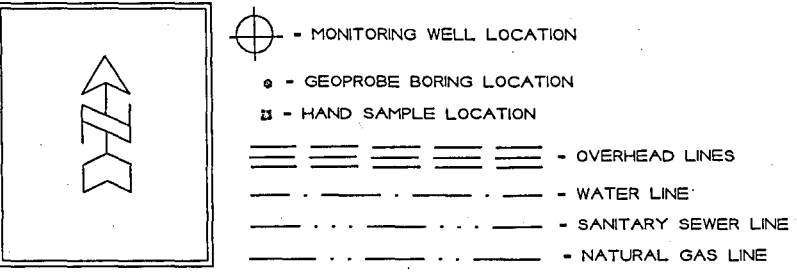 N
- MONITORING WELL LOCATION
- GEOPROBE BORING LOCATION
- HAND SAMPLE LOCATION
- OVERHEAD LINES
- WATER LINE
- SANITARY SEWER LINE
- NATURAL GAS LINE